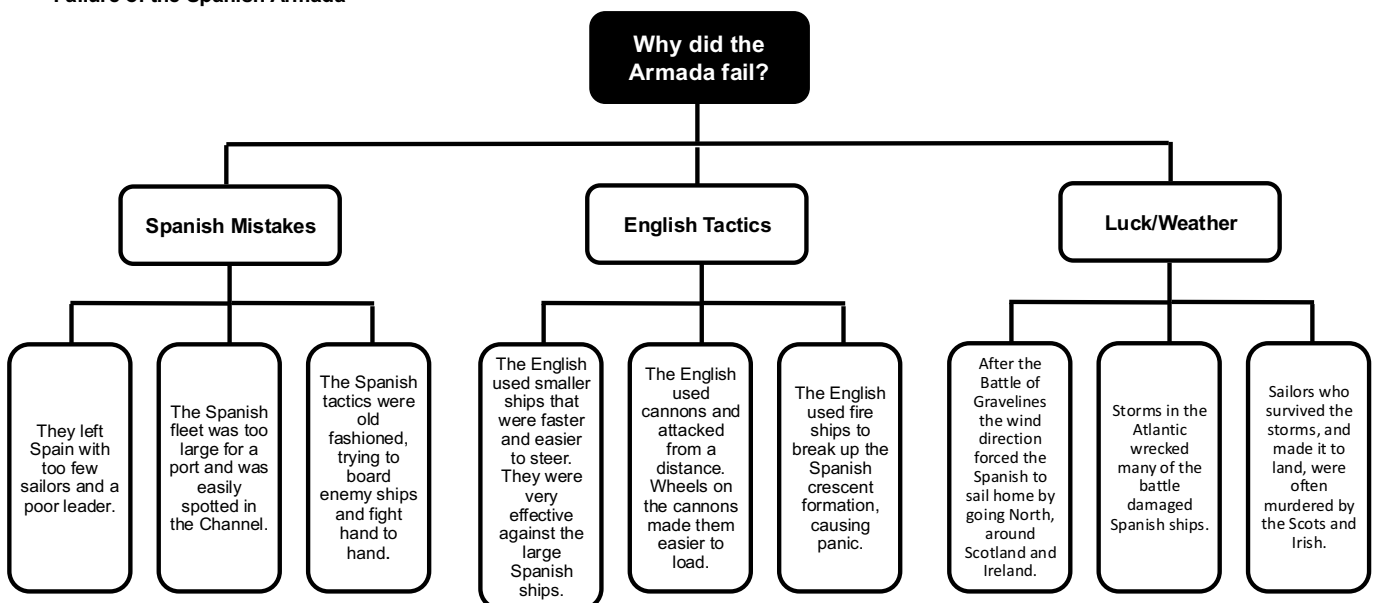 Failure of the Spanish Armada
Why did the
Armada fail?
Spanish Mistakes
English Tactics
Luck/Weather
They left
Spain with
too few
sailors and a
poor leader.
The Spanish
fleet was too
large for a
port and was
easily
spotted in
the Channel.
The Spanish
tactics were
old
fashioned,
trying to
board
enemy ships
and fight
hand to
hand.
The English
used smaller
ships that
were faster
and easier
to steer.
They were
very
effective
against the
large
Spanish
ships.
The English
used
cannons and
attacked
from a
distance.
Wheels on
the cannons
made them
easier to
load.
The English
used fire
ships to
break up the
Spanish
crescent
formation,
causing
panic.
After the
Battle of
Gravelines
the wind
direction
forced the
Spanish to
sail home by
going North,
around
Scotland and
Ireland.
Storms in the
Atlantic
wrecked
many of the
battle
damaged
Spanish ships.
Sailors who
survived the
storms, and
made it to
land, were
often
murdered by
the Scots and
Irish.